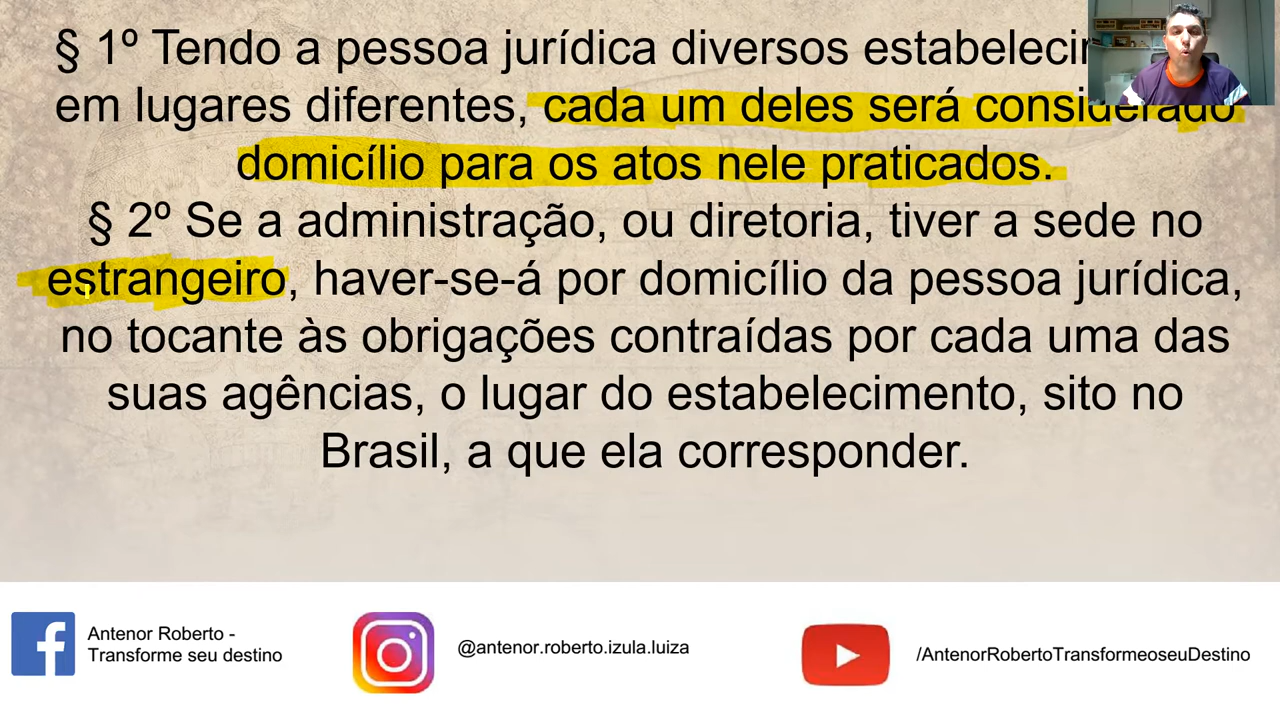 § 1º Tendo a pessoa jurídica diversos
em lugares diferentes, cada um deles será considerado
domicílio para os atos nele praticados.
§ 2º Se a administração, ou diretoria, tiver a sede no
estrangeiro, haver-se-á por domicílio da pessoa jurídica,
no tocante às obrigações contraídas por cada uma das
suas agências, o lugar do estabelecimento, sito no
Brasil, a que ela corresponder.
Antenor Roberto -
Transforme seu destino
@antenor.roberto.izula.luiza
/AntenorRobertoTransformeoseuDestino